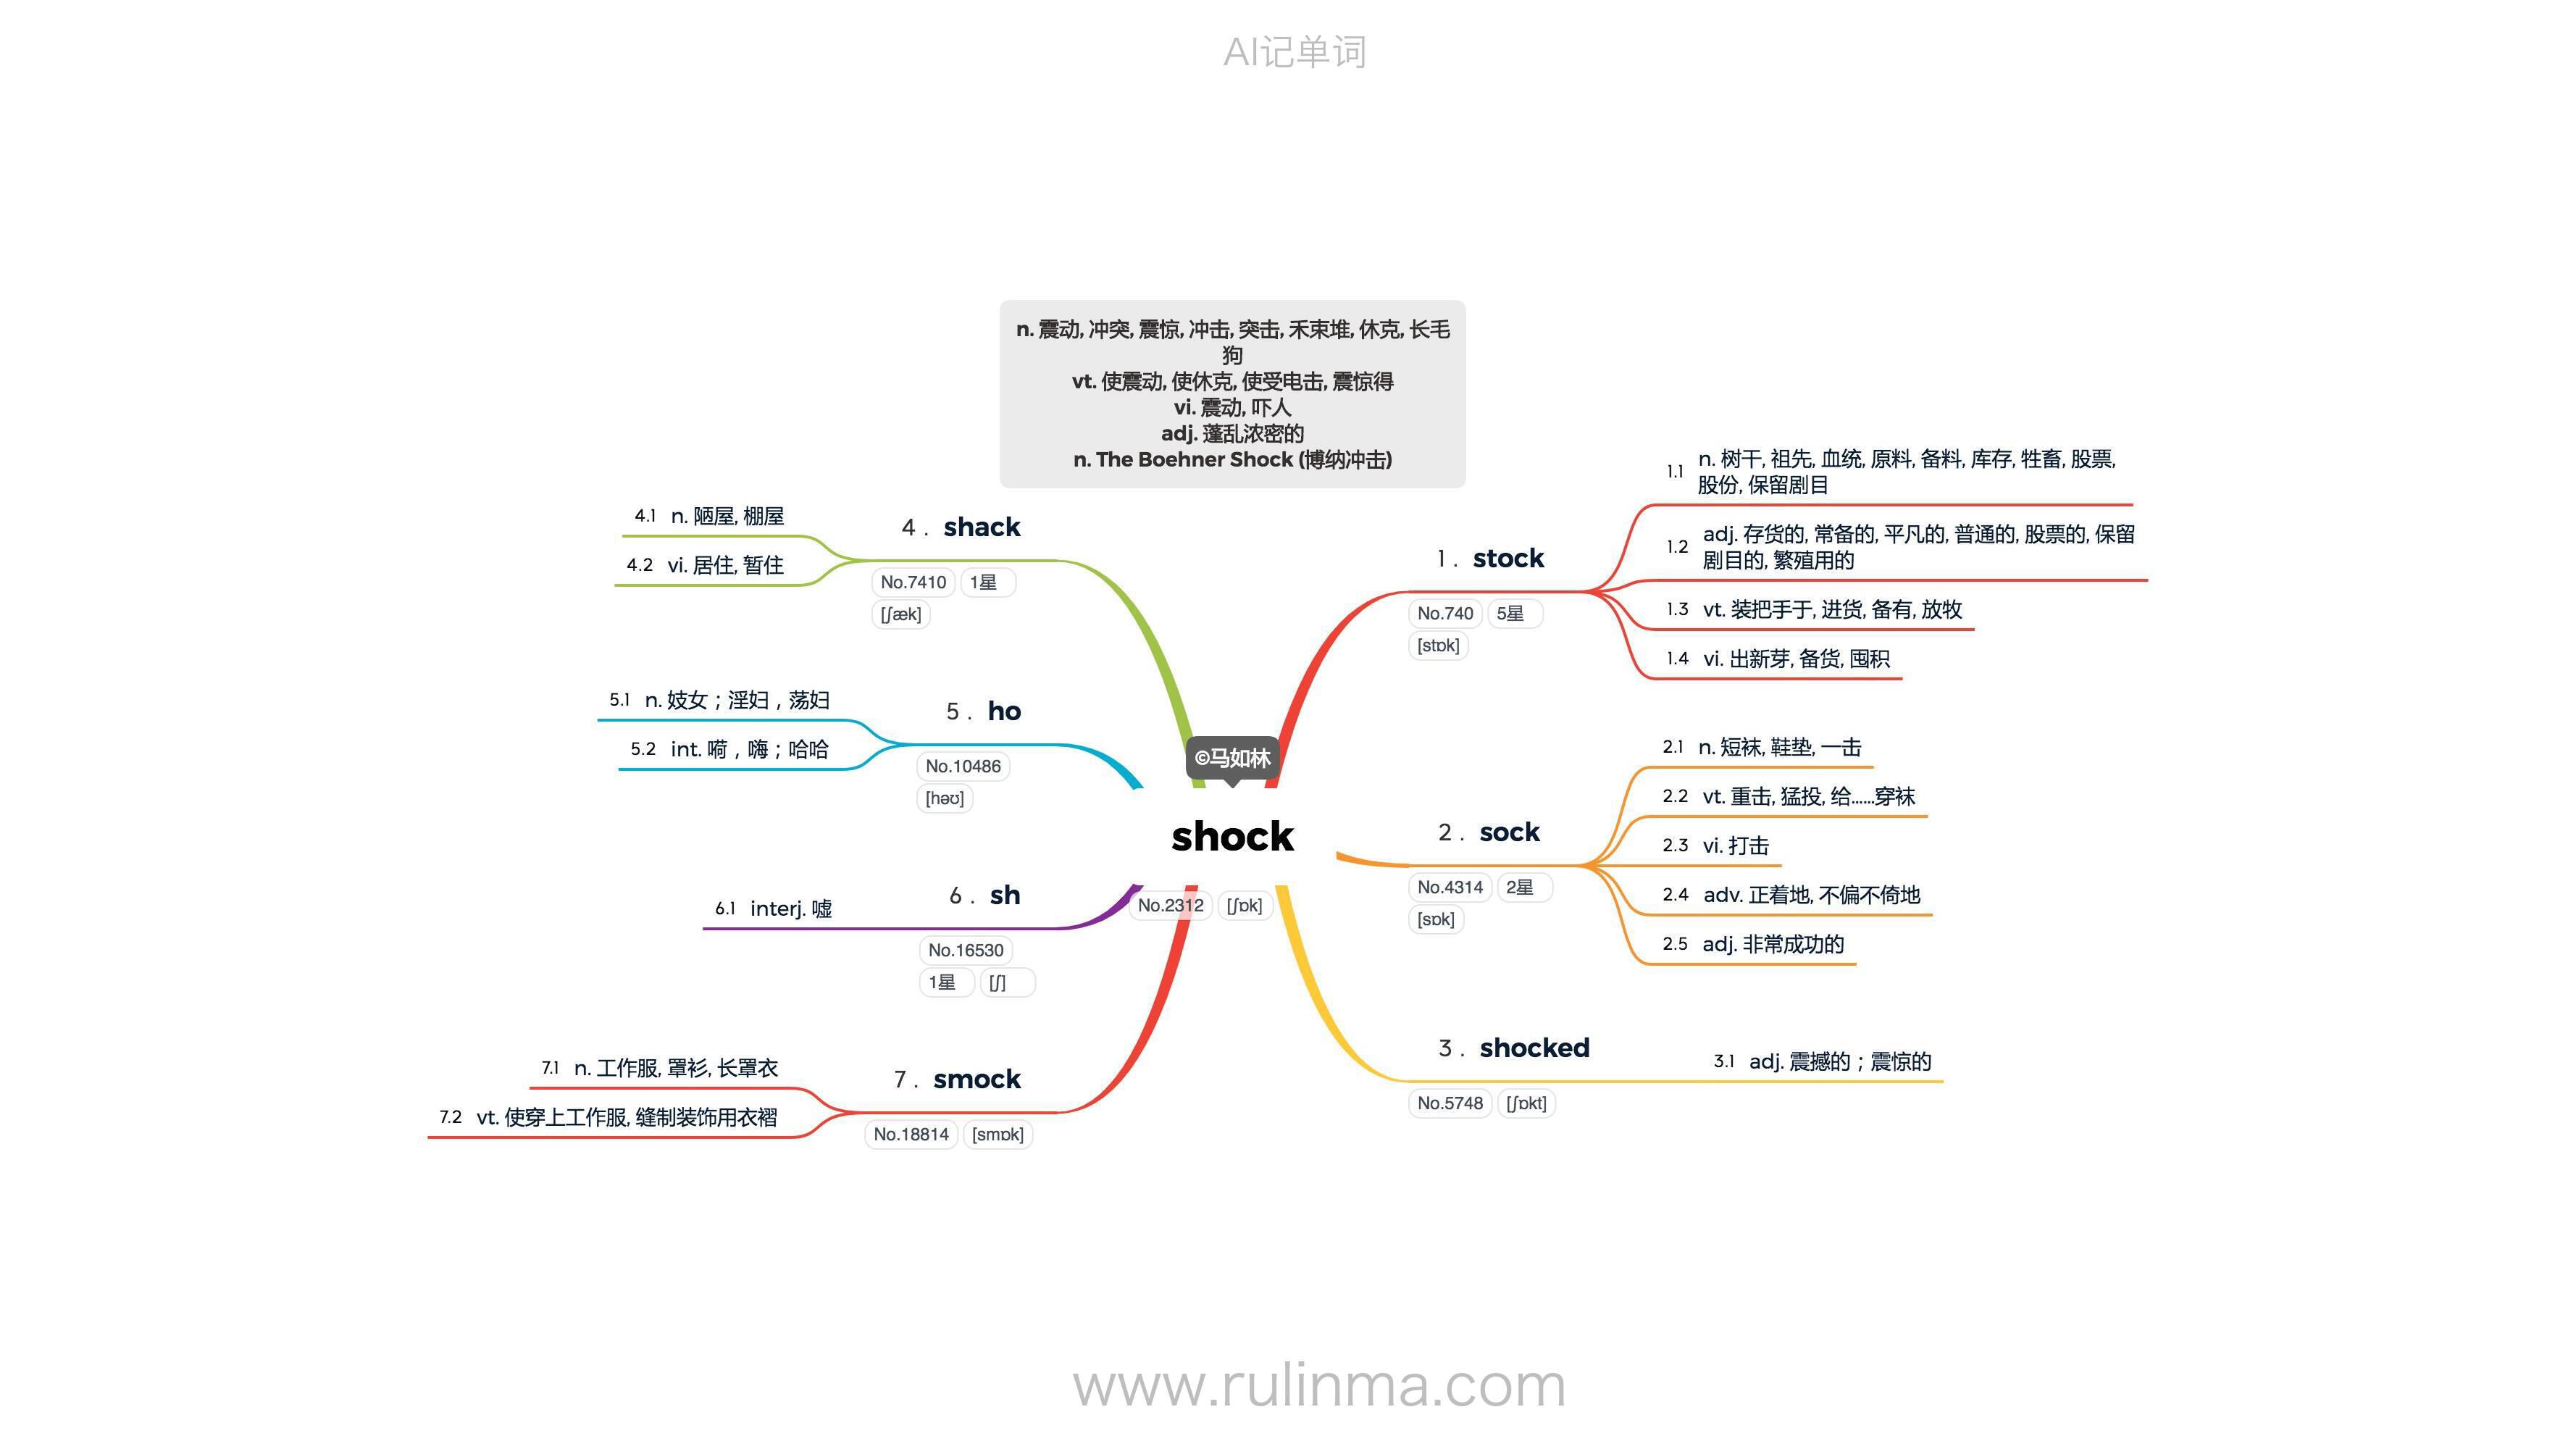 AI记单词
n. 震动, 冲突, 震惊, 冲击, 突击, 禾束堆, 休克, 长毛
狗
vt. 使震动, 使休克, 使受电击, 震惊得
vi. 震动, 吓人
adj. 蓬乱浓密的
n. The Boehner Shock (博纳冲击)
©马如林
shock
No.2312 [ʃɒk]
1. stock
No.740 5星
[stɒk]
1.1 n. 树干, 祖先, 血统, 原料, 备料, 库存, 牲畜, 股票,
股份, 保留剧目
1.2 adj. 存货的, 常备的, 平凡的, 普通的, 股票的, 保留
剧目的, 繁殖用的
1.3 vt. 装把手于, 进货, 备有, 放牧
1.4 vi. 出新芽, 备货, 囤积
2. sock
No.4314 2星
[sɒk]
2.1 n. 短袜, 鞋垫, 一击
2.2 vt. 重击, 猛投, 给......穿袜
2.3 vi. 打击
2.4 adv. 正着地, 不偏不倚地
2.5 adj. 非常成功的
3. shocked
No.5748 [ʃɒkt]
3.1 adj. 震撼的；震惊的
4. shack
No.7410 1星
[ʃæk]
4.1 n. 陋屋, 棚屋
4.2 vi. 居住, 暂住
5. ho
No.10486
[həʊ]
5.1 n. 妓女；淫妇，荡妇
5.2 int. 嗬，嗨；哈哈
6. sh
No.16530
1星 [ʃ]
6.1 interj. 嘘
7. smock
No.18814 [smɒk]
7.1 n. 工作服, 罩衫, 长罩衣
7.2 vt. 使穿上工作服, 缝制装饰用衣褶
www.rulinma.com